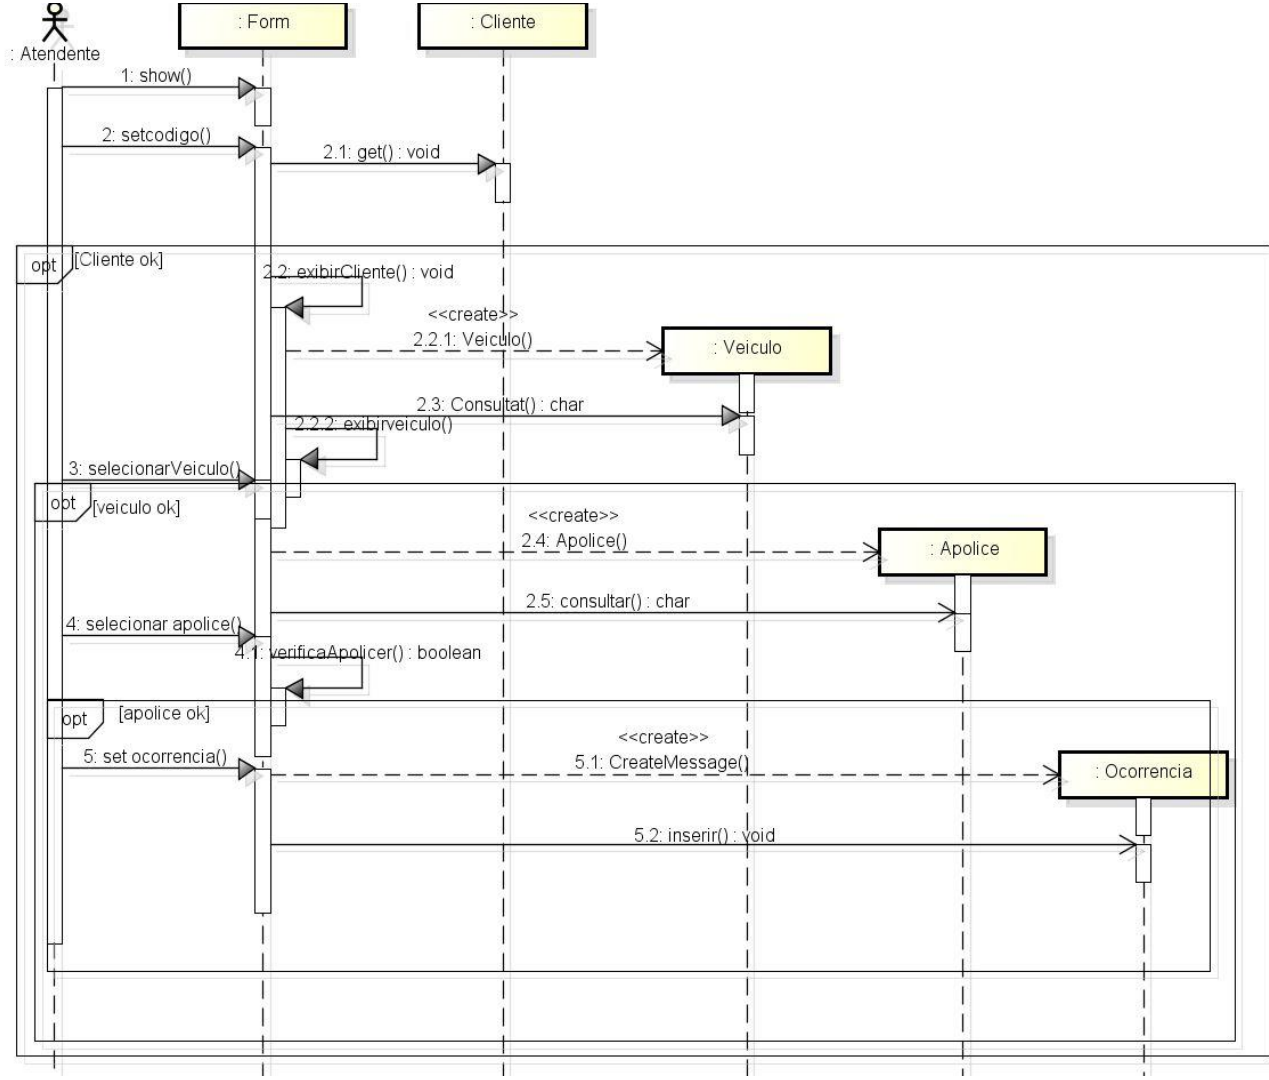 : Atendente
: Form
: Cliente
1: show()
2: setcodigo()
2.1: get() : void
opt
[Cliente ok]
2.2: exibirCliente() : void
<<create>>
2.2.1: Veiculo()
: Veiculo
2.3: Consultat() : char
2.2.2: exibirveiculo()
3: selecionarVeiculo()
opt
[veiculo ok]
<<create>>
2.4: Apolice()
: Apolice
2.5: consultar() : char
4: selecionar apolice()
4.1: verificaApolicer() : boolean
opt
[apolice ok]
<<create>>
5: set ocorrencia()
5.1: CreateMessage()
: Ocorrencia
5.2: inserir() : void